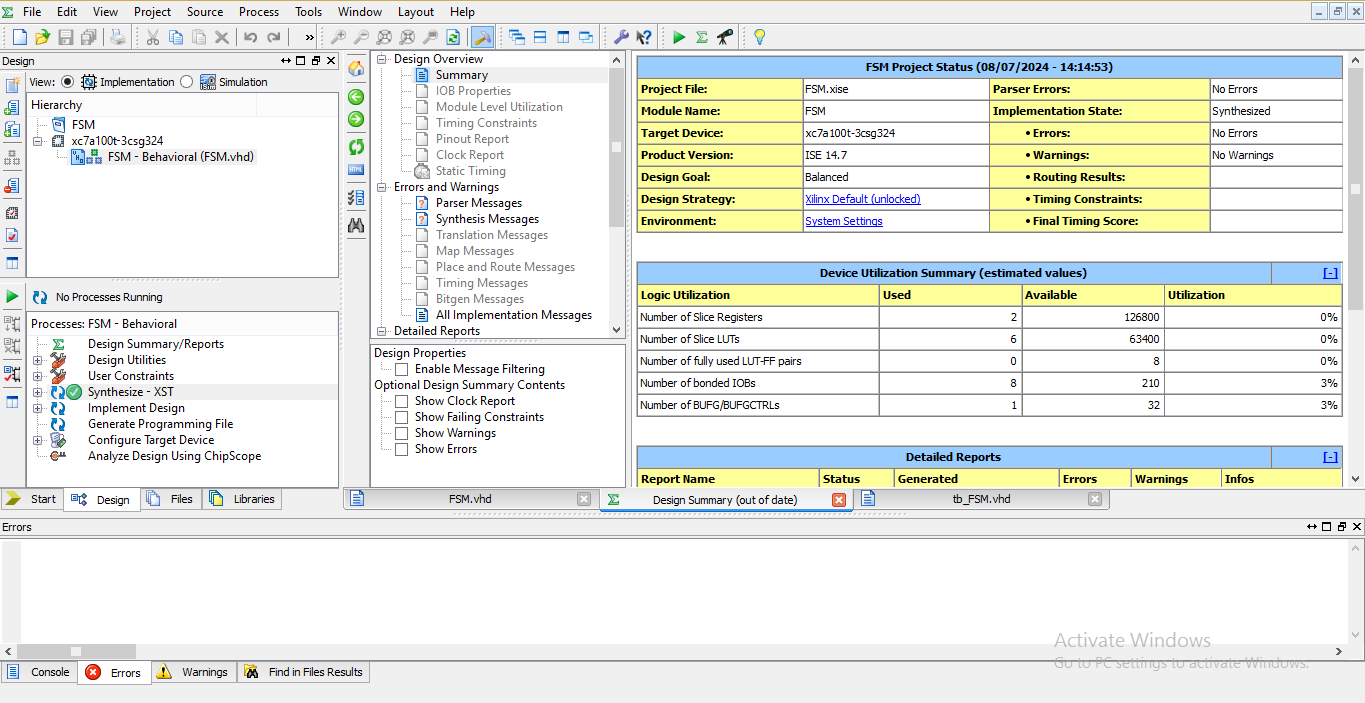 File Edit View Project Source Process Tools Window Layout Help
»
Design
View: Implementation Simulation
Hierarchy
FSM
xc7a100t-3csg324
FSM - Behavioral (FSM.vhd)
No Processes Running
Processes: FSM - Behavioral
Design Summary/Reports
Design Utilities
User Constraints
Synthesize - XST
Implement Design
Generate Programming File
Configure Target Device
Analyze Design Using ChipScope
Start Design Files Libraries
Design Overview
Summary
IOB Properties
Module Level Utilization
Timing Constraints
Pinout Report
Clock Report
Static Timing
Errors and Warnings
Parser Messages
Synthesis Messages
Translation Messages
Map Messages
Place and Route Messages
Timing Messages
Bitgen Messages
All Implementation Messages
Detailed Reports
Design Properties
Enable Message Filtering
Optional Design Summary Contents
Show Clock Report
Show Failing Constraints
Show Warnings
Show Errors
FSM Project Status (08/07/2024 - 14:14:53)
Project File: FSM.xise Parser Errors: No Errors
Module Name: FSM Implementation State: Synthesized
Target Device: xc7a100t-3csg324 • Errors: No Errors
Product Version: ISE 14.7 • Warnings: No Warnings
Design Goal: Balanced • Routing Results:
Design Strategy: Xilinx Default (unlocked) • Timing Constraints:
Environment: System Settings • Final Timing Score:
Device Utilization Summary (estimated values) [-]
Logic Utilization Used Available Utilization
Number of Slice Registers 2 126800 0%
Number of Slice LUTs 6 63400 0%
Number of fully used LUT-FF pairs 0 8 0%
Number of bonded IOBs 8 210 3%
Number of BUFG/BUFGCTRLs 1 32 3%
Detailed Reports [-]
Report Name Status Generated Errors Warnings Infos
FSM.vhd Design Summary (out of date) tb_FSM.vhd
Errors
Activate Windows
Go to PC settings to activate Windows.
Console Errors Warnings Find in Files Results